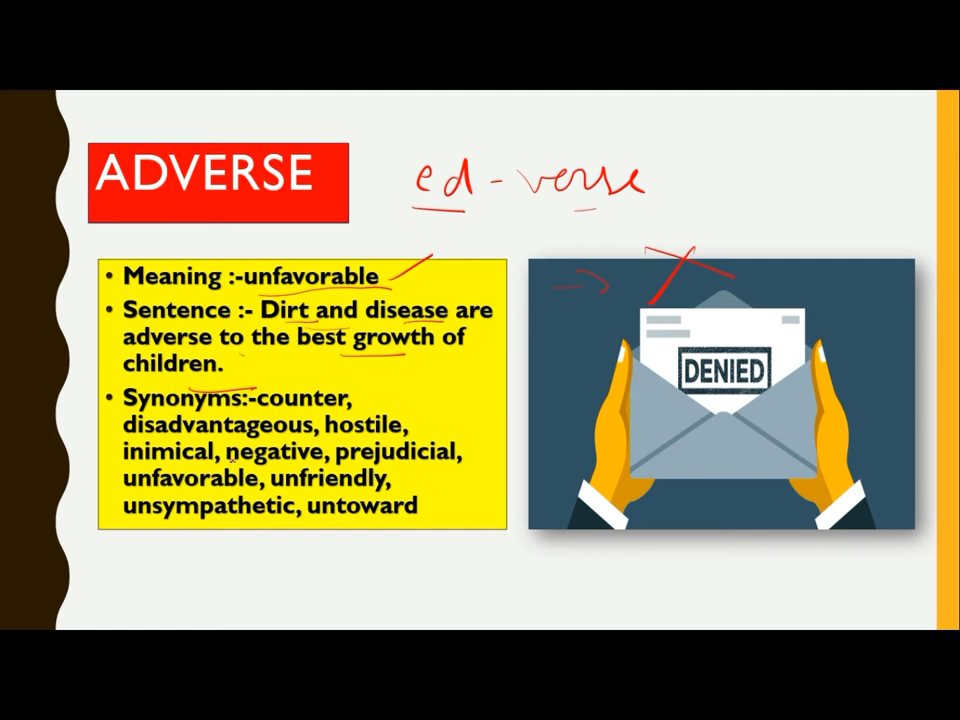 ADVERSE
ed-verse
• Meaning :-unfavorable
• Sentence :- Dirt and disease are
adverse to the best growth of
children.
• Synonyms:-counter,
disadvantageous, hostile,
inimical, negative, prejudicial,
unfavorable, unfriendly,
unsympathetic, untoward
DENIED